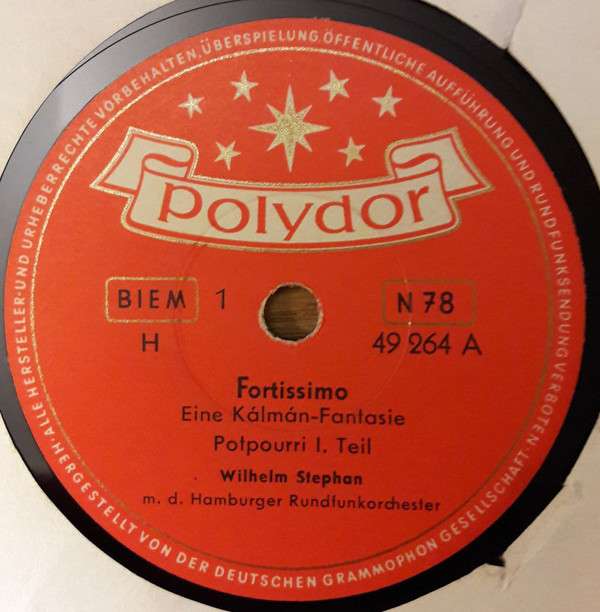 ALLE HERSTELLER- UND URHEBERRECHTE VORBEHALTEN, ÜBERSPIELUNG, ÖFFENTLICHE AUFFÜHRUNG UND RUNDFUNKSENDUNG VERBOTEN
polydor
BIEM 1 N 78
H 49 264 A
Fortissimo
Eine Kálmán-Fantasie
Potpourri I. Teil
Wilhelm Stephan
m. d. Hamburger Rundfunkorchester
HERGESTELLT VON DER DEUTSCHEN GRAMMOPHON GESELLSCHAFT